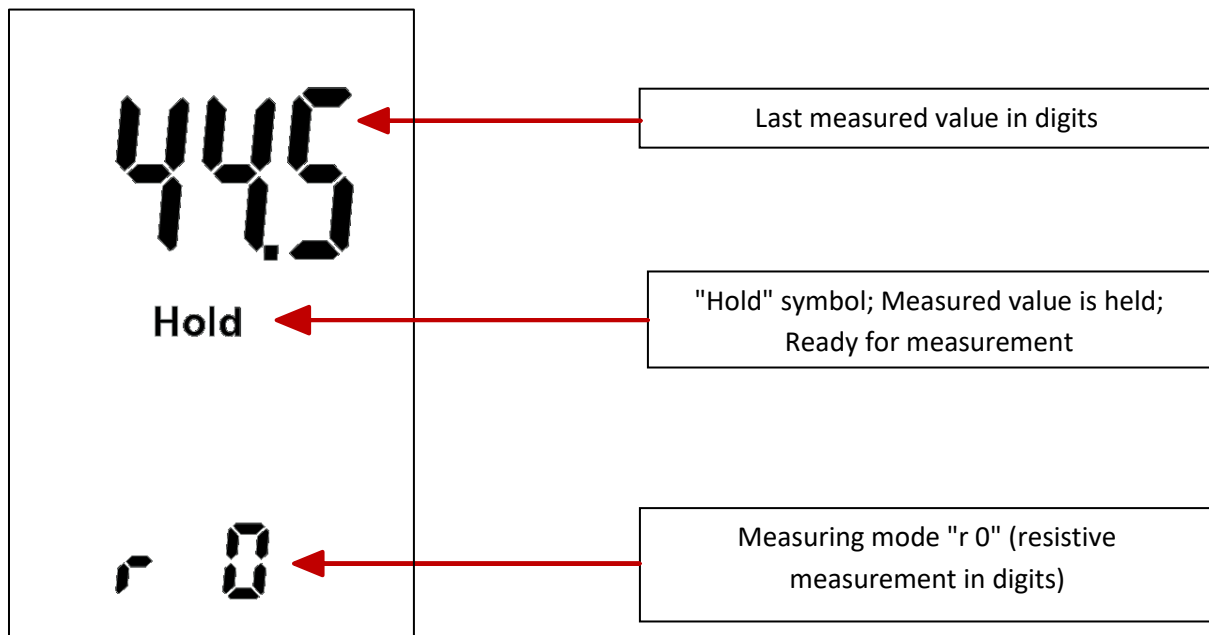 44.5
Last measured value in digits
Hold
"Hold" symbol; Measured value is held;
Ready for measurement
r 0
Measuring mode "r 0" (resistive
measurement in digits)